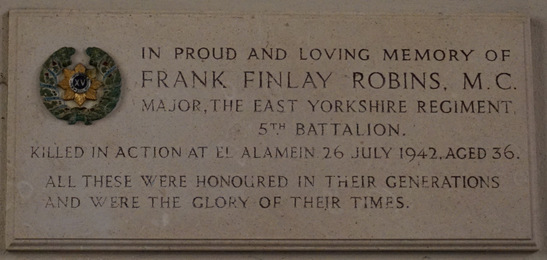 IN PROUD AND LOVING MEMORY OF
FRANK FINLAY ROBINS, M.C.
MAJOR, THE EAST YORKSHIRE REGIMENT,
5TH BATTALION.
KILLED IN ACTION AT EL ALAMEIN 26 JULY 1942, AGED 36.
ALL THESE WERE HONOURED IN THEIR GENERATIONS
AND WERE THE GLORY OF THEIR TIMES.
XV